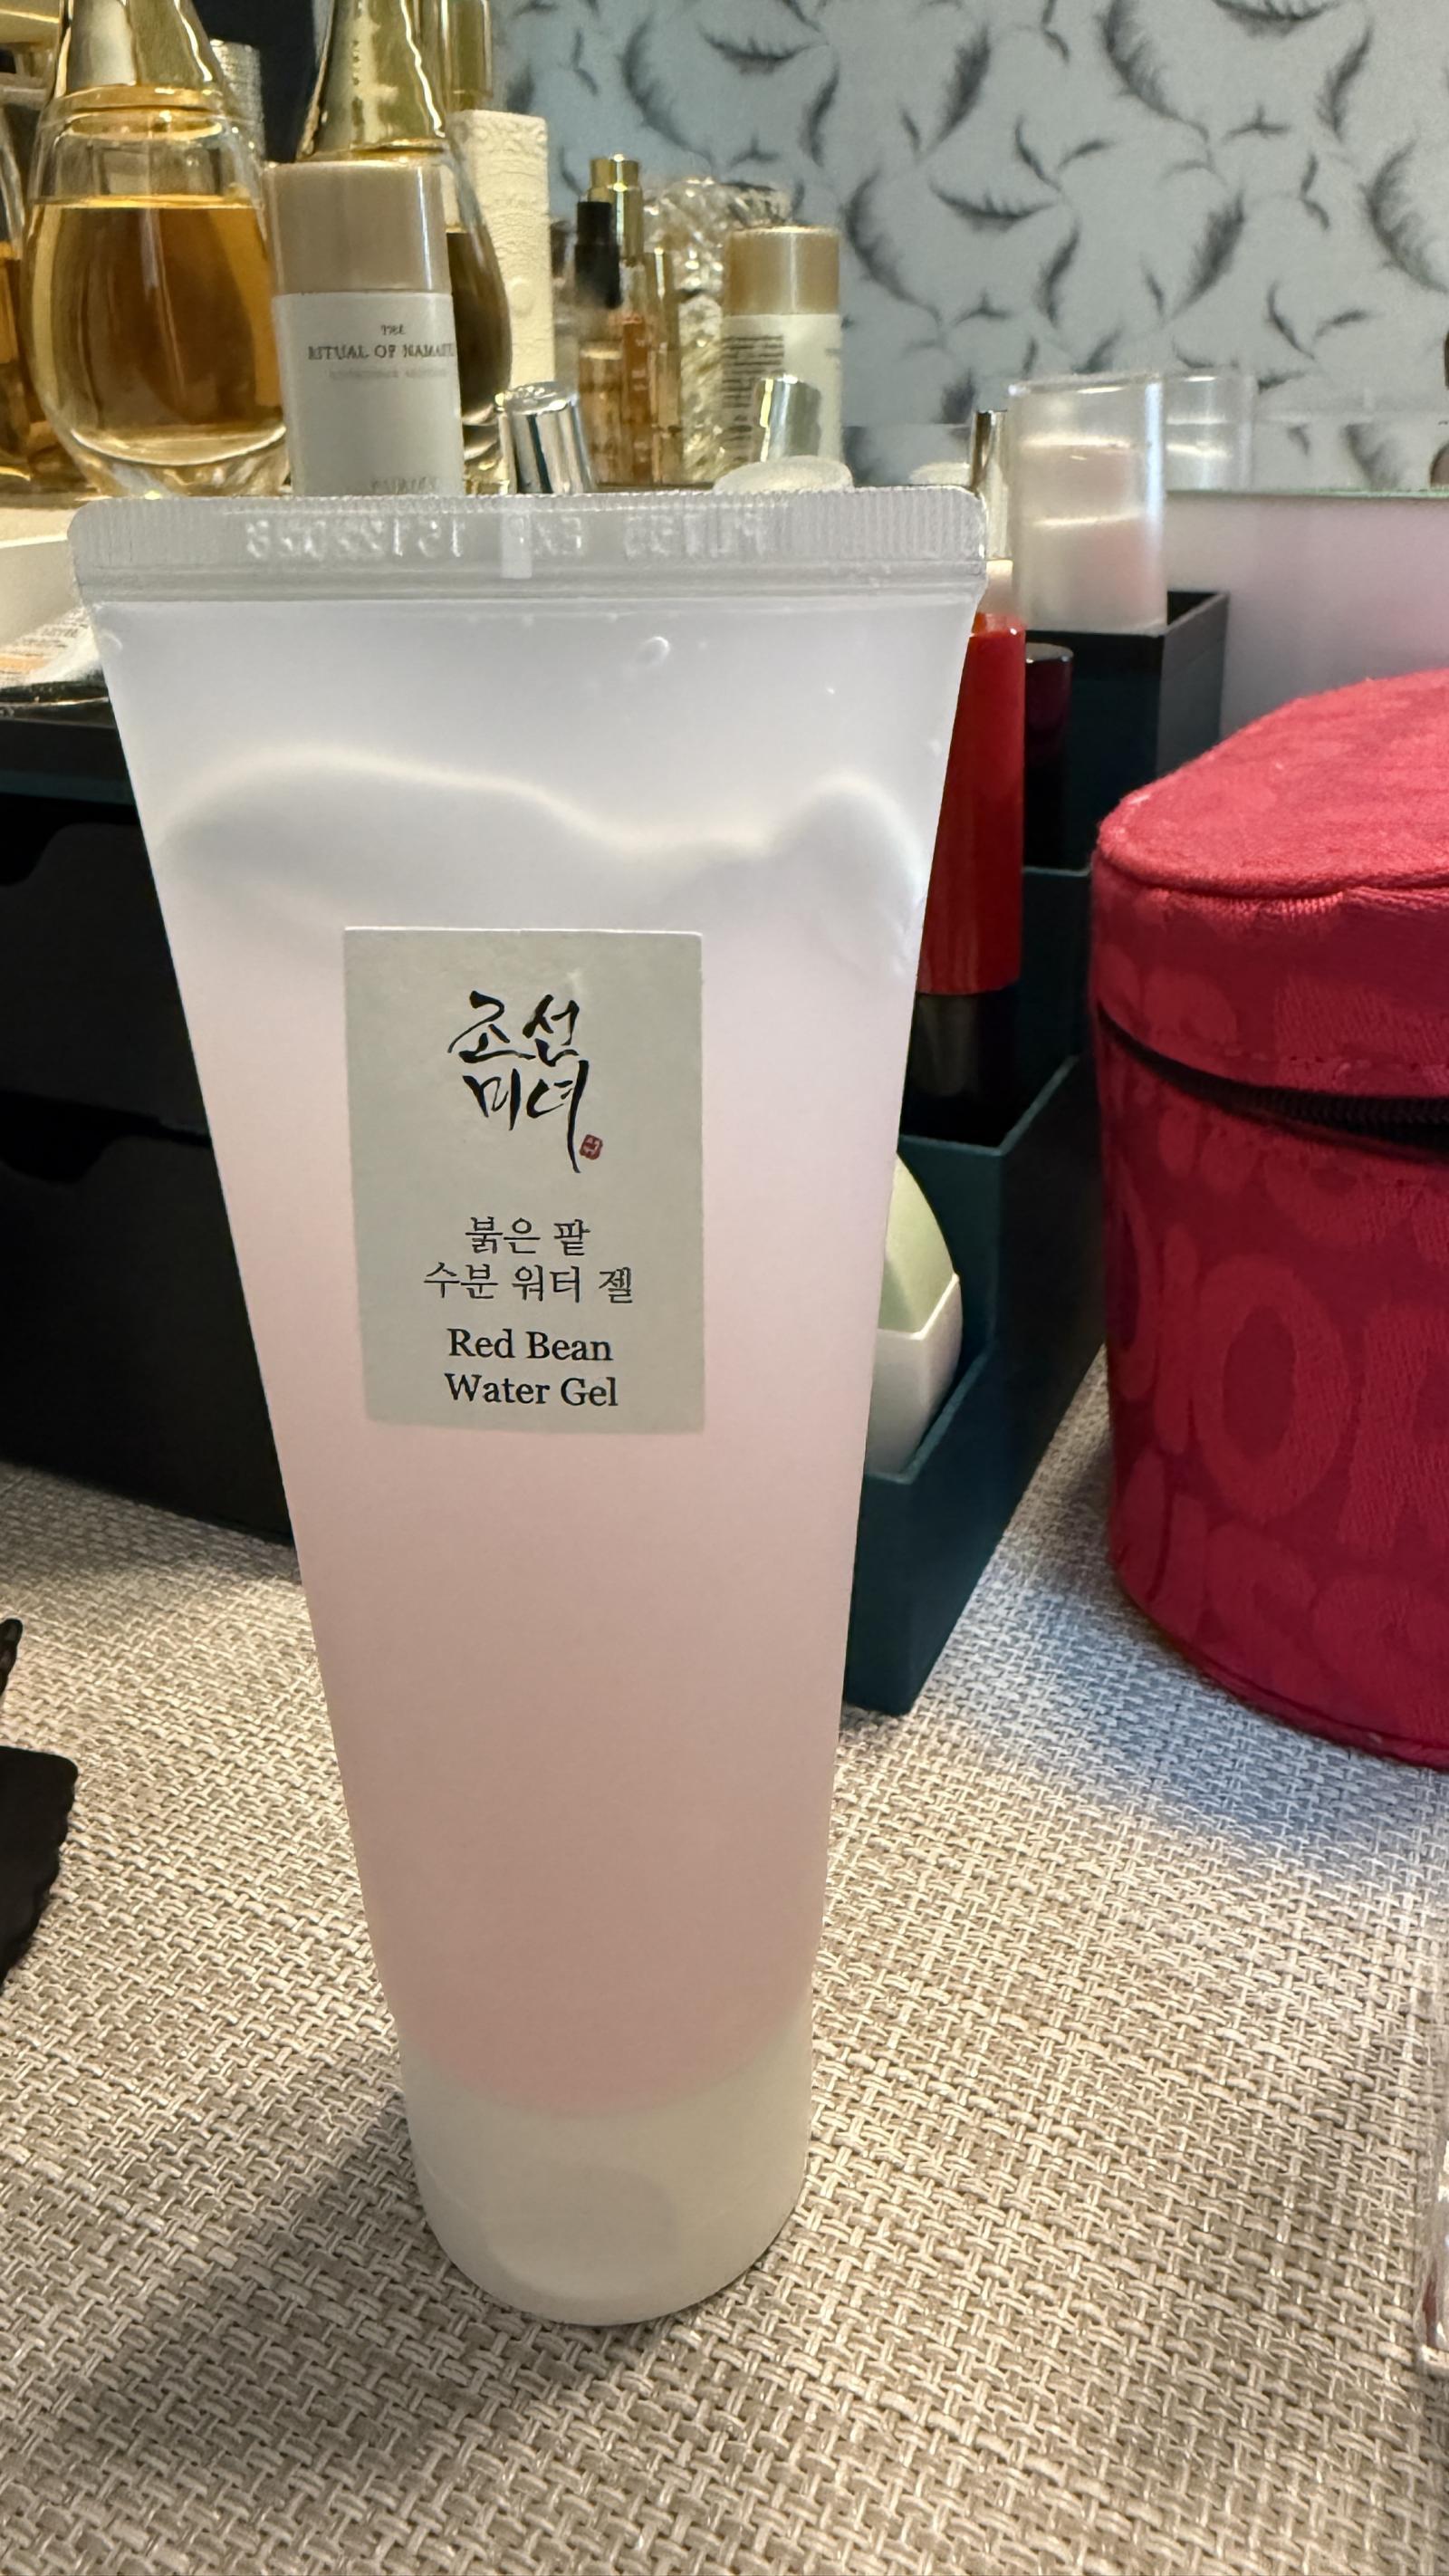 THE
RITUAL OF NAMASTE
조선
미녀
붉은 팥
수분 워터 젤
Red Bean
Water Gel